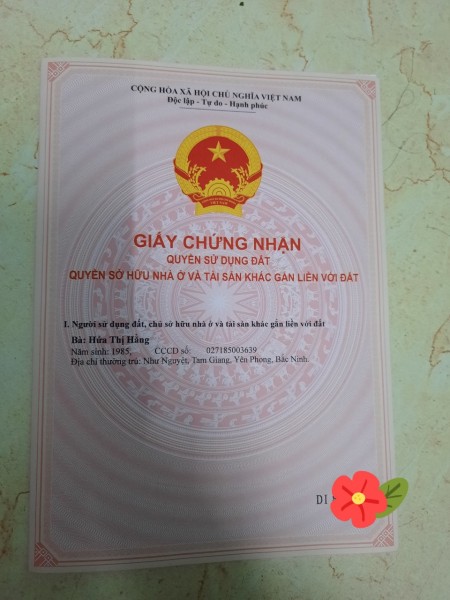 CỘNG HÒA XÃ HỘI CHỦ NGHĨA VIỆT NAM
Độc lập - Tự do - Hạnh phúc
VIỆT NAM
GIẤY CHỨNG NHẬN
QUYỀN SỬ DỤNG ĐẤT
QUYỀN SỞ HỮU NHÀ Ở VÀ TÀI SẢN KHÁC GẮN LIỀN VỚI ĐẤT
I. Người sử dụng đất, chủ sở hữu nhà ở và tài sản khác gắn liền với đất
Bà: Hứa Thị Hằng
Năm sinh: 1985, CCCD số: 027185003639
Địa chỉ thường trú: Như Nguyệt, Tam Giang, Yên Phong, Bắc Ninh.
DI